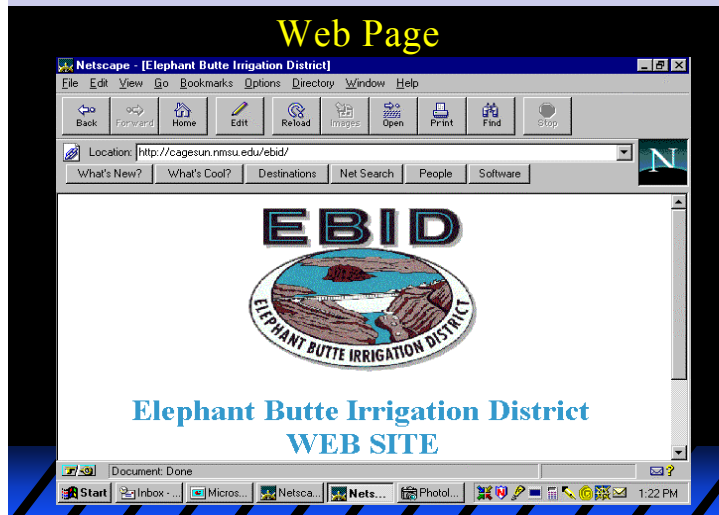 Web Page
Netscape - [Elephant Butte Irrigation District]
File Edit View Go Bookmarks Options Directory Window Help
Back Forward Home Edit Reload Images Open Print Find Stop
Location: http://cagesun.nmsu.edu/ebid/
What's New? What's Cool? Destinations Net Search People Software
N
EBID
ELEPHANT BUTTE IRRIGATION DISTRICT
Elephant Butte Irrigation District
WEB SITE
Document: Done
Start Inbox - ... Micros... Netsca... Nets... Photol... 1:22 PM